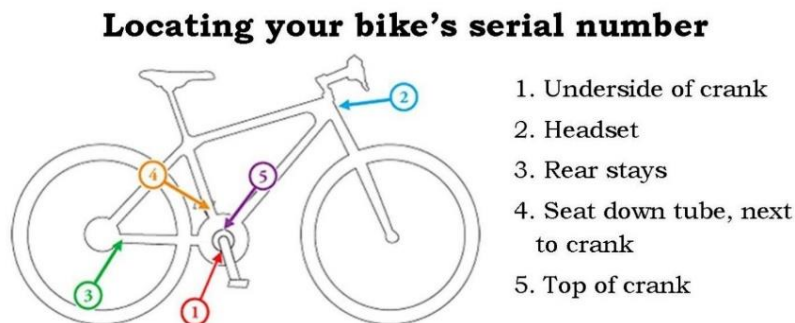 Locating your bike’s serial number
1. Underside of crank
2. Headset
3. Rear stays
4. Seat down tube, next
to crank
5. Top of crank
2
4
5
3
1